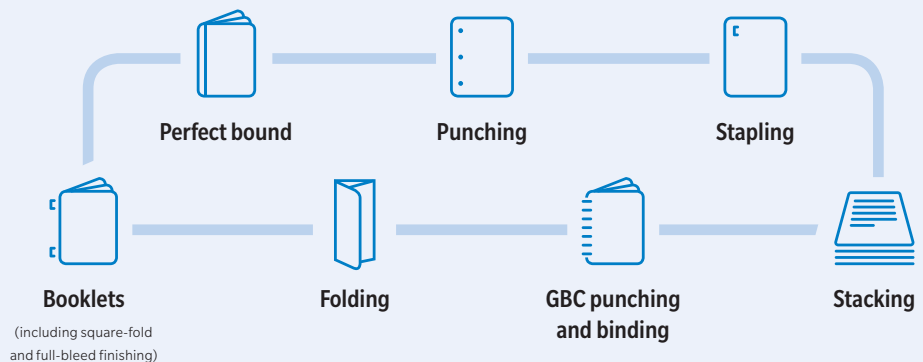 Perfect bound
Punching
Stapling
Booklets
(including square-fold
and full-bleed finishing)
Folding
GBC punching
and binding
Stacking